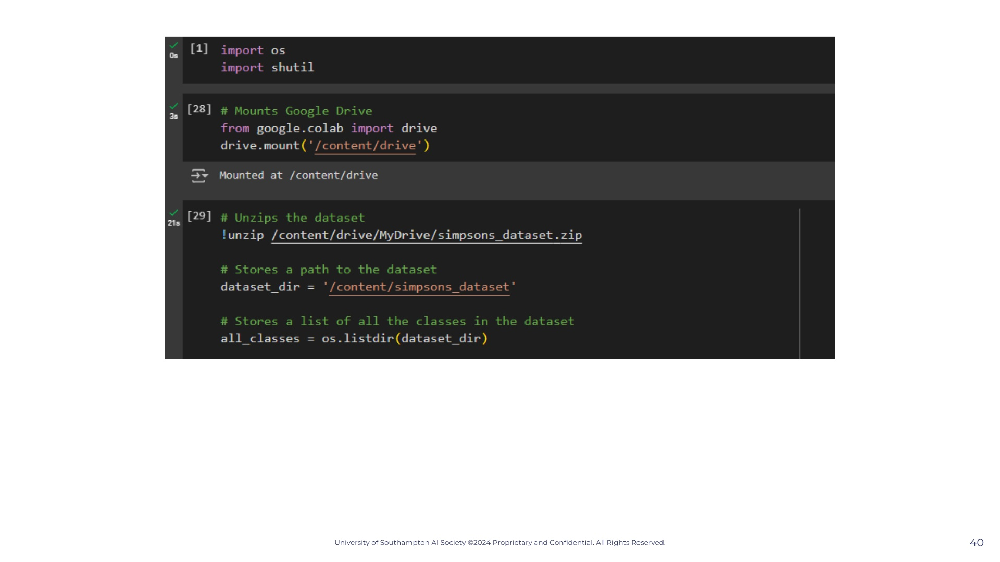 [1] import os
import shutil
0s
[28] # Mounts Google Drive
3s
from google.colab import drive
drive.mount('/content/drive')
Mounted at /content/drive
[29] # Unzips the dataset
21s
!unzip /content/drive/MyDrive/simpsons_dataset.zip
# Stores a path to the dataset
dataset_dir = '/content/simpsons_dataset'
# Stores a list of all the classes in the dataset
all_classes = os.listdir(dataset_dir)
University of Southampton AI Society ©2024 Proprietary and Confidential. All Rights Reserved.
40